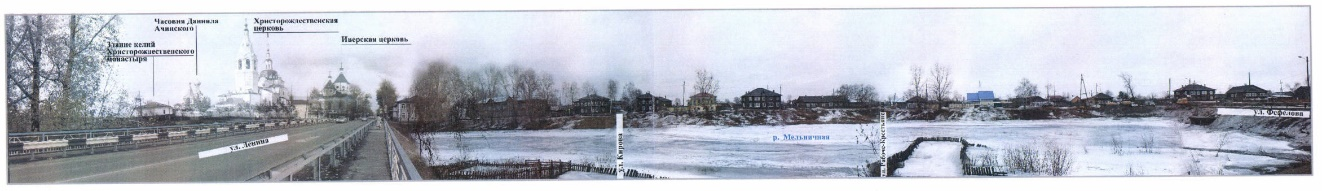 Часовня Даниила
Ачинского
Христорождественская
церковь
Иверская церковь
Здание келий
Христорождественского
монастыря
ул. Ленина
ул. Кирова
р. Мельничная
ул. Рабоче-Крестьянская
ул. Фефелова